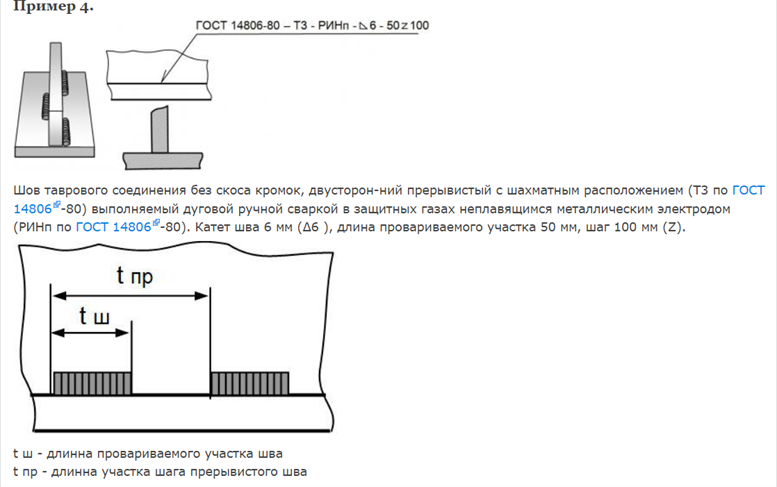 Пример 4.
ГОСТ 14806-80 – Т3 - РИНп - ⊿6 - 50 Z 100
Шов таврового соединения без скоса кромок, двусторон-ний прерывистый с шахматным расположением (Т3 по ГОСТ
14806-80) выполняемый дуговой ручной сваркой в защитных газах неплавящимся металлическим электродом
(РИНп по ГОСТ 14806-80). Катет шва 6 мм (Δ6 ), длина провариваемого участка 50 мм, шаг 100 мм (Z).
t пр
t ш
t ш - длинна провариваемого участка шва
t пр - длинна участка шага прерывистого шва